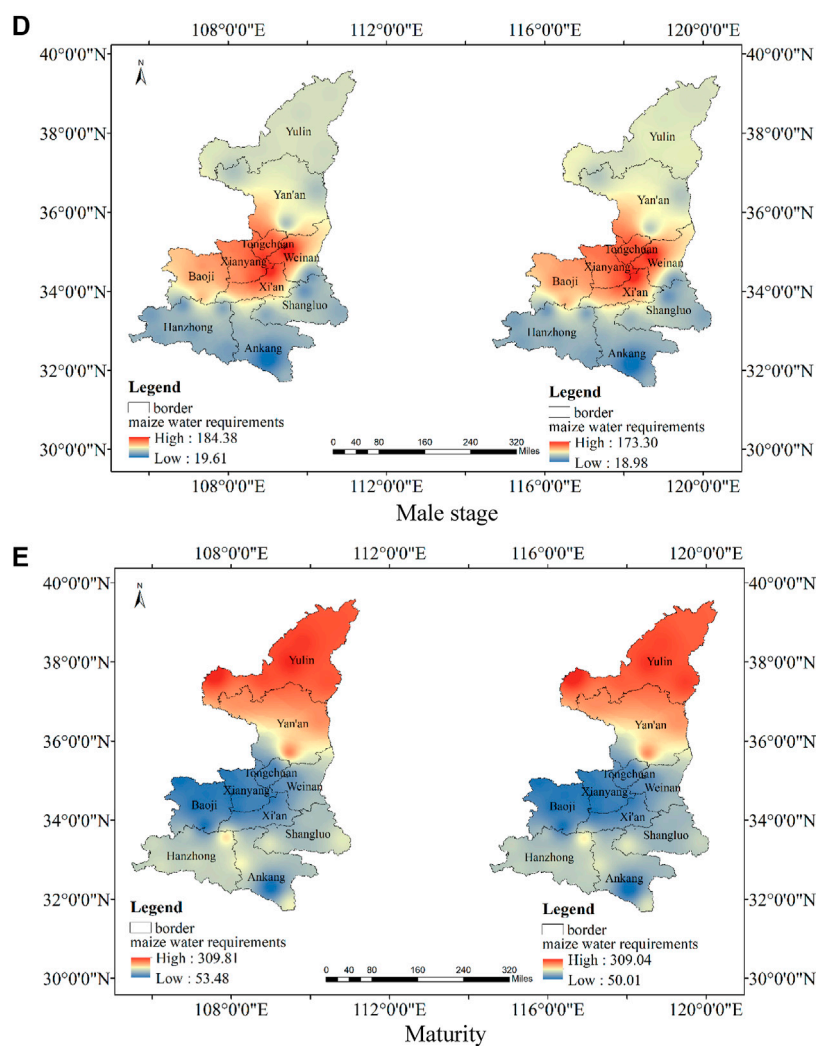 D
108°0'0"E 112°0'0"E 116°0'0"E 120°0'0"E
40°0'0"N 40°0'0"N
N
Yulin Yulin
38°0'0"N 38°0'0"N
Yan'an Yan'an
36°0'0"N 36°0'0"N
Tongchuan Tongchuan
Xianyang Weinan Xianyang Weinan
Baoji Baoji
Xi'an Xi'an
34°0'0"N 34°0'0"N
Shangluo Shangluo
Hanzhong Hanzhong
Ankang Ankang
32°0'0"N 32°0'0"N
Legend Legend
border border
maize water requirements maize water requirements
High : 184.38 High : 173.30
Low : 19.61 Low : 18.98
0 20 40 80 160 240 320
Miles
30°0'0"N 30°0'0"N
108°0'0"E 112°0'0"E 116°0'0"E 120°0'0"E
Male stage
E
108°0'0"E 112°0'0"E 116°0'0"E 120°0'0"E
40°0'0"N 40°0'0"N
N
Yulin Yulin
38°0'0"N 38°0'0"N
Yan'an Yan'an
36°0'0"N 36°0'0"N
Tongchuan Tongchuan
Xianyang Weinan Xianyang Weinan
Baoji Baoji
Xi'an Xi'an
34°0'0"N 34°0'0"N
Shangluo Shangluo
Hanzhong Hanzhong
Ankang Ankang
32°0'0"N 32°0'0"N
Legend Legend
border border
maize water requirements maize water requirements
High : 309.81 High : 309.04
Low : 53.48 Low : 50.01
0 20 40 80 160 240 320
Miles
30°0'0"N 30°0'0"N
108°0'0"E 112°0'0"E 116°0'0"E 120°0'0"E
Maturity